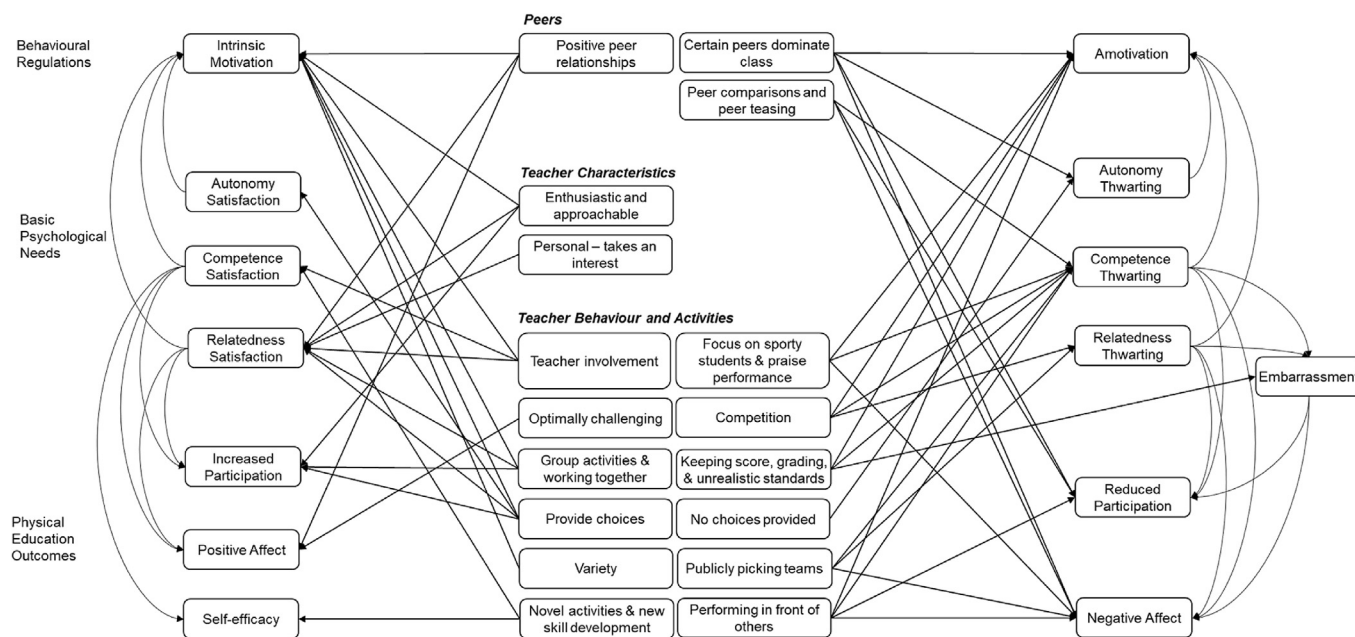 Peers
Behavioural
Regulations
Intrinsic
Motivation
Positive peer
relationships
Certain peers dominate
class
Amotivation
Peer comparisons and
peer teasing
Teacher Characteristics
Autonomy
Satisfaction
Enthusiastic and
approachable
Autonomy
Thwarting
Basic
Psychological
Needs
Personal – takes an
interest
Competence
Satisfaction
Competence
Thwarting
Teacher Behaviour and Activities
Relatedness
Satisfaction
Teacher involvement
Focus on sporty
students & praise
performance
Relatedness
Thwarting
Embarrassment
Optimally challenging
Competition
Increased
Participation
Group activities &
working together
Keeping score, grading,
& unrealistic standards
Reduced
Participation
Physical
Education
Outcomes
Provide choices
No choices provided
Positive Affect
Variety
Publicly picking teams
Self-efficacy
Novel activities & new
skill development
Performing in front of
others
Negative Affect